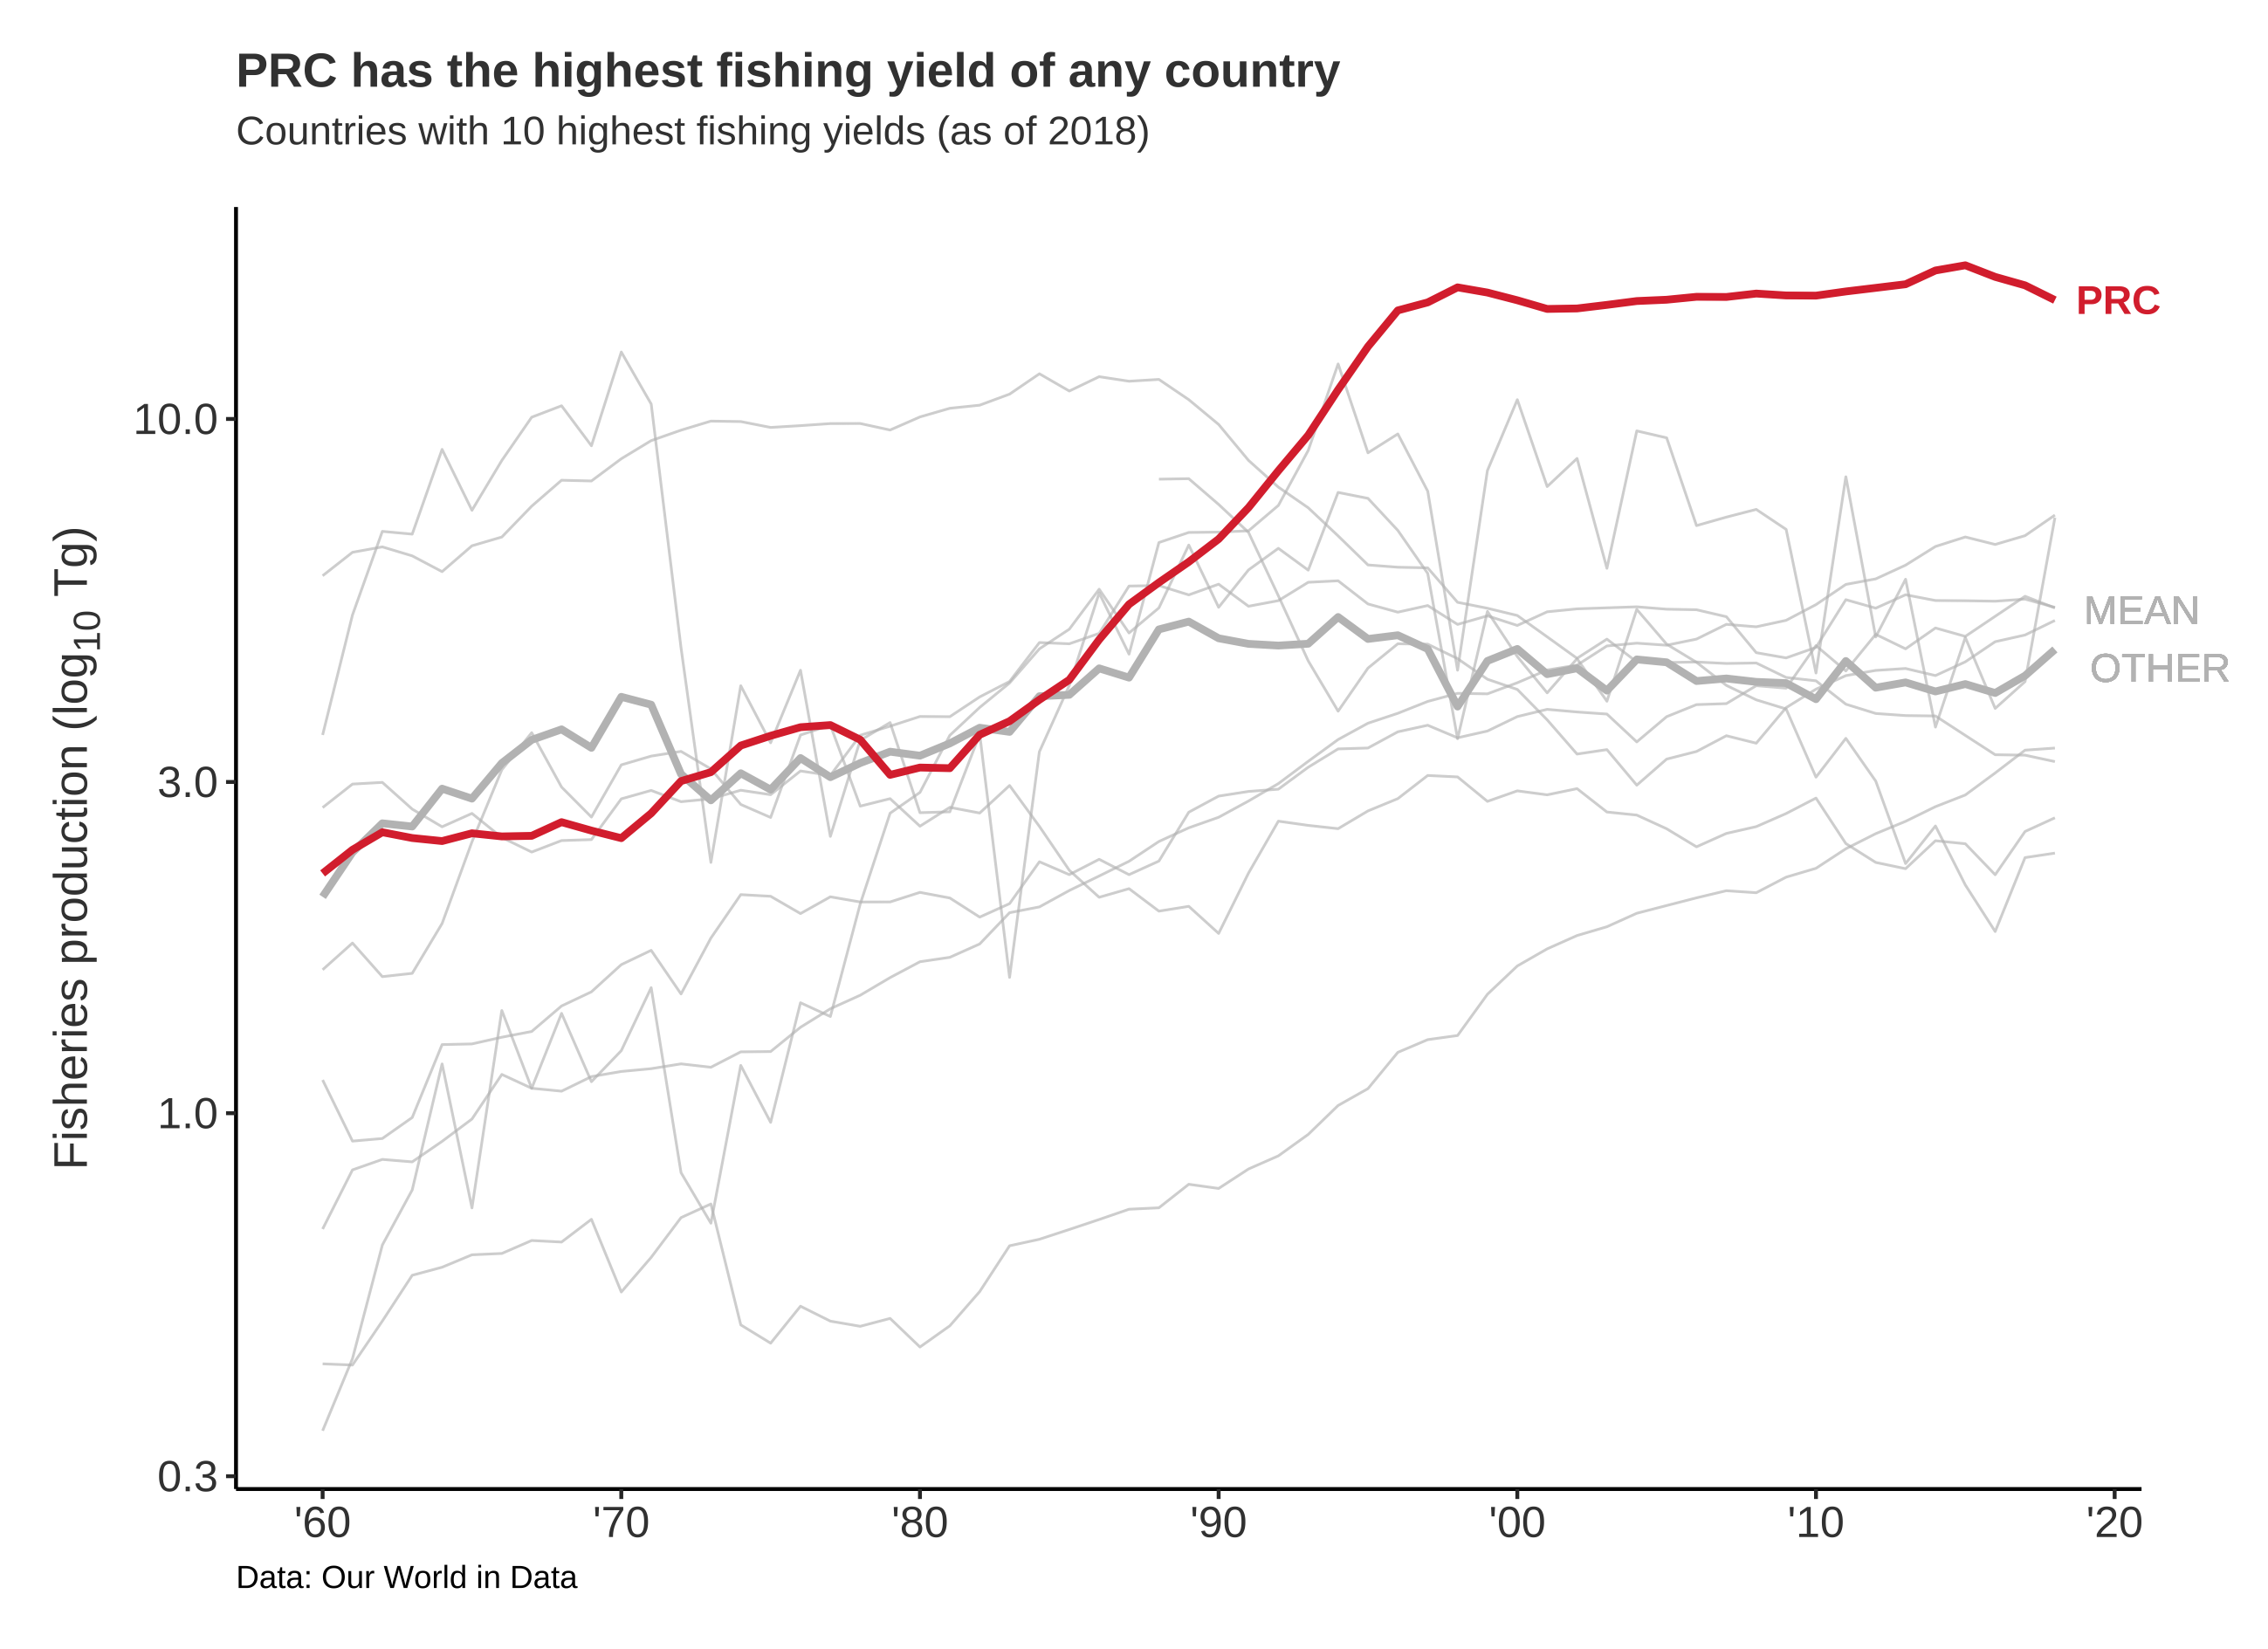 PRC has the highest fishing yield of any country
Countries with 10 highest fishing yields (as of 2018)
Fisheries production (log10 Tg)
10.0
3.0
1.0
0.3
PRC
MEAN
OTHER
'60 '70 '80 '90 '00 '10 '20
Data: Our World in Data